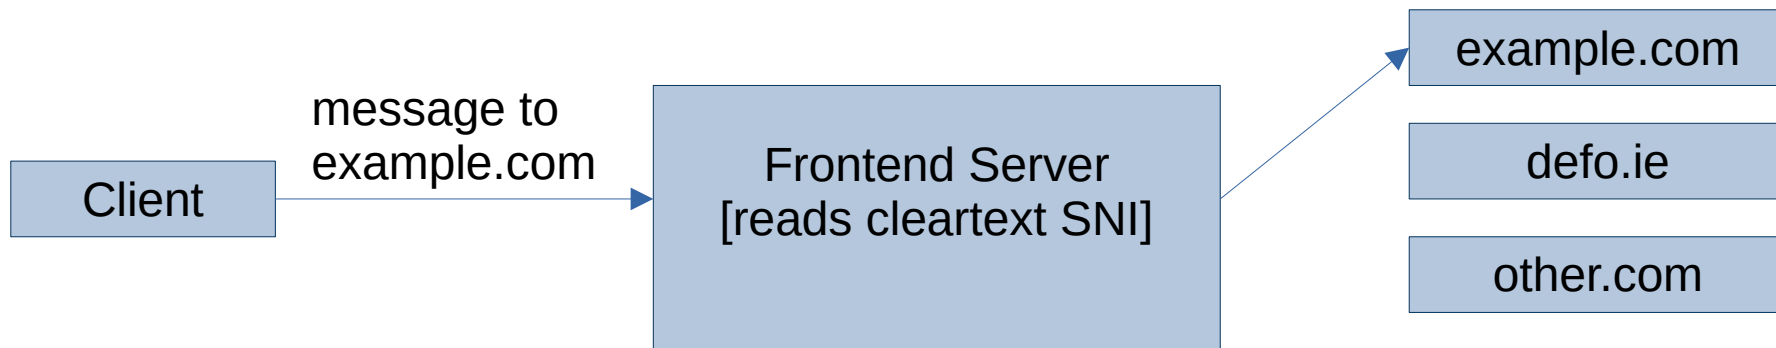 Client
message to
example.com
Frontend Server
[reads cleartext SNI]
example.com
defo.ie
other.com